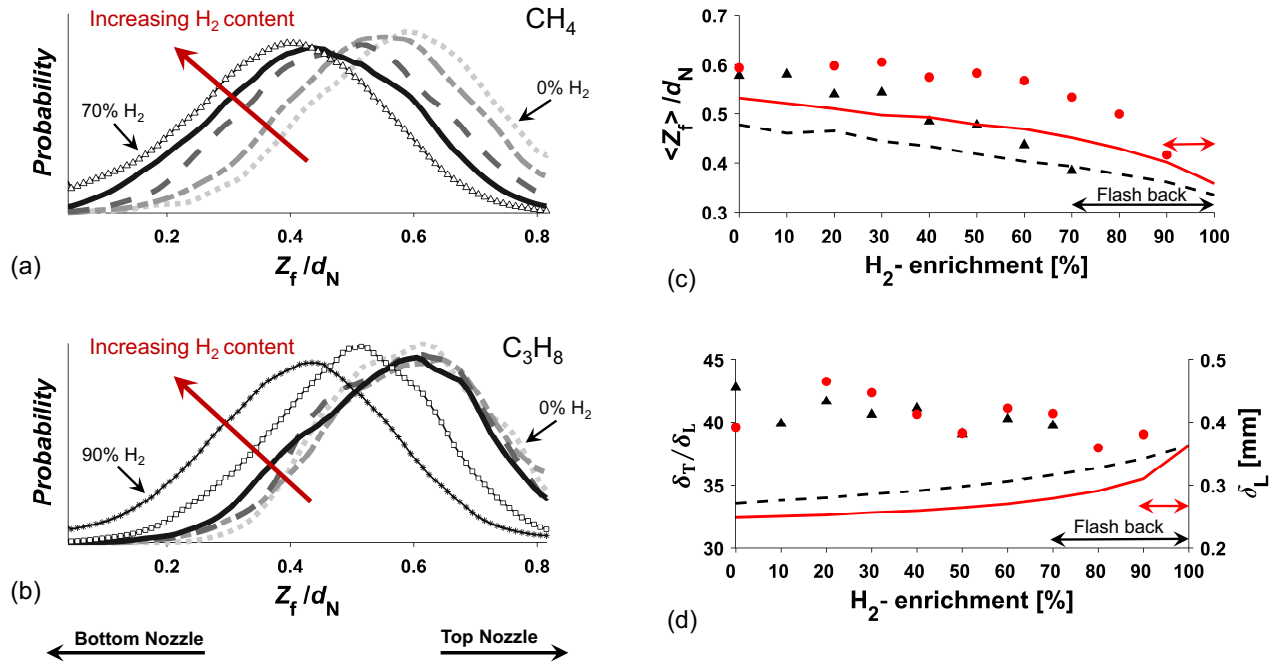 Increasing H2 content
CH4
70% H2
0% H2
Probability
0.2 0.4 0.6 0.8
Zf /dN
(a)
Increasing H2 content
C3H8
90% H2
0% H2
Probability
0.2 0.4 0.6 0.8
Zf /dN
(b)
Bottom Nozzle
Top Nozzle
0.7
0.6
0.5
0.4
0.3
<Zf>/dN
Flash back
0 10 20 30 40 50 60 70 80 90 100
H2- enrichment [%]
(c)
45
40
35
30
δT/δL
0.5
0.4
0.3
0.2
δL [mm]
Flash back
0 10 20 30 40 50 60 70 80 90 100
H2- enrichment [%]
(d)